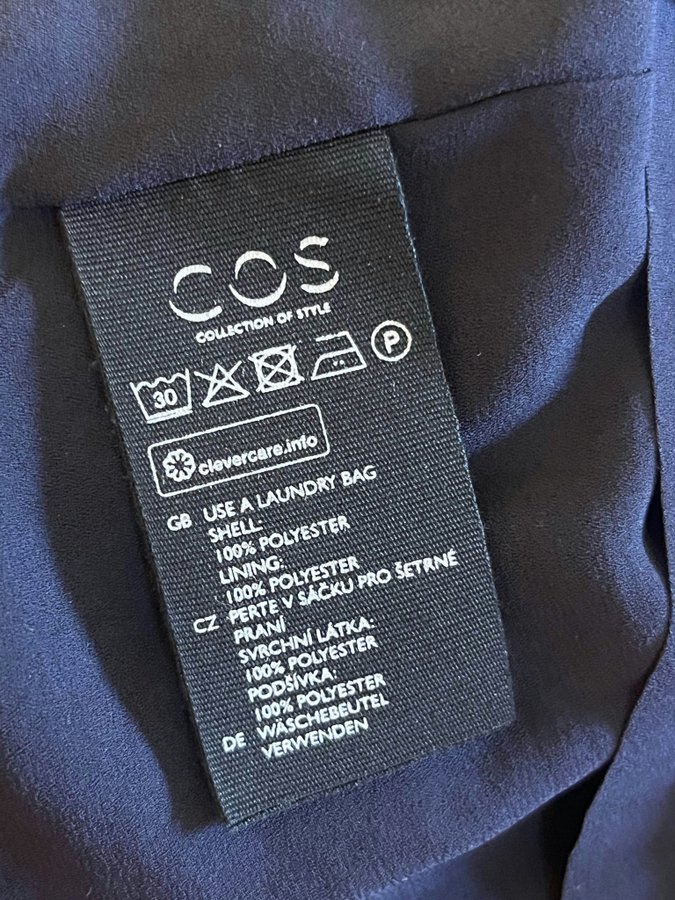 COS
COLLECTION OF STYLE
30 P
clevercare.info
GB USE A LAUNDRY BAG
SHELL:
100% POLYESTER
LINING:
100% POLYESTER
CZ PERTE V SÁČKU PRO ŠETRNÉ
PRANÍ
SVRCHNÍ LÁTKA:
100% POLYESTER
PODŠÍVKA:
100% POLYESTER
DE WÄSCHEBEUTEL
VERWENDEN